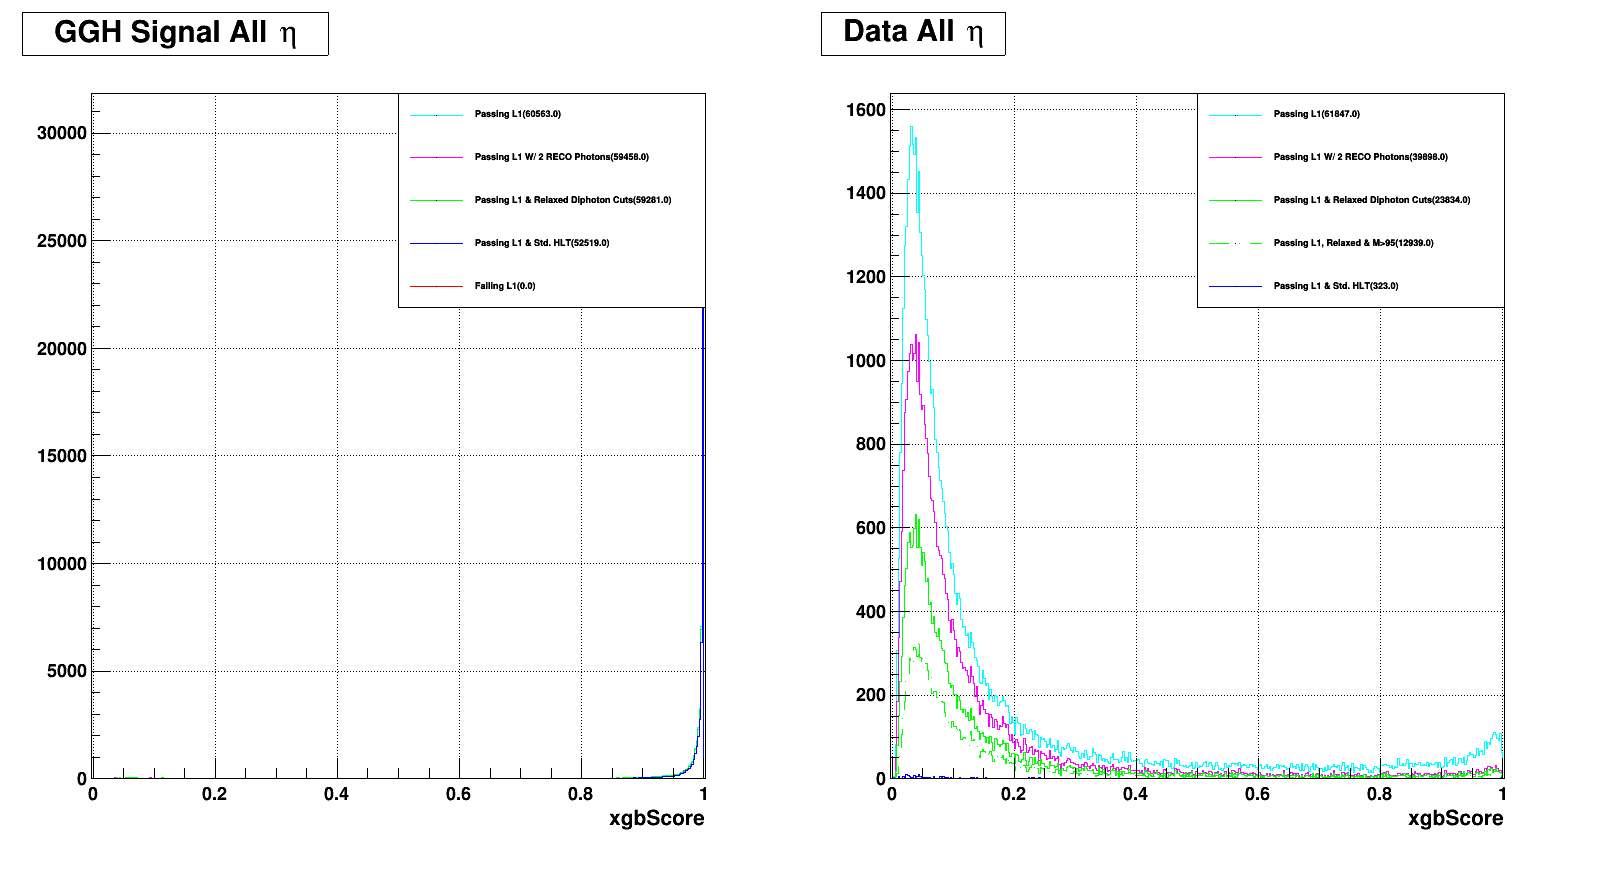 GGH Signal All η
30000
25000
20000
15000
10000
5000
0
0 0.2 0.4 0.6 0.8 1
xgbScore
Passing L1(60563.0)
Passing L1 W/ 2 RECO Photons(59458.0)
Passing L1 & Relaxed Diphoton Cuts(59281.0)
Passing L1 & Std. HLT(52519.0)
Failing L1(0.0)
Data All η
1600
1400
1200
1000
800
600
400
200
0
0 0.2 0.4 0.6 0.8 1
xgbScore
Passing L1(61847.0)
Passing L1 W/ 2 RECO Photons(39898.0)
Passing L1 & Relaxed Diphoton Cuts(23834.0)
Passing L1, Relaxed & M>95(12939.0)
Passing L1 & Std. HLT(323.0)